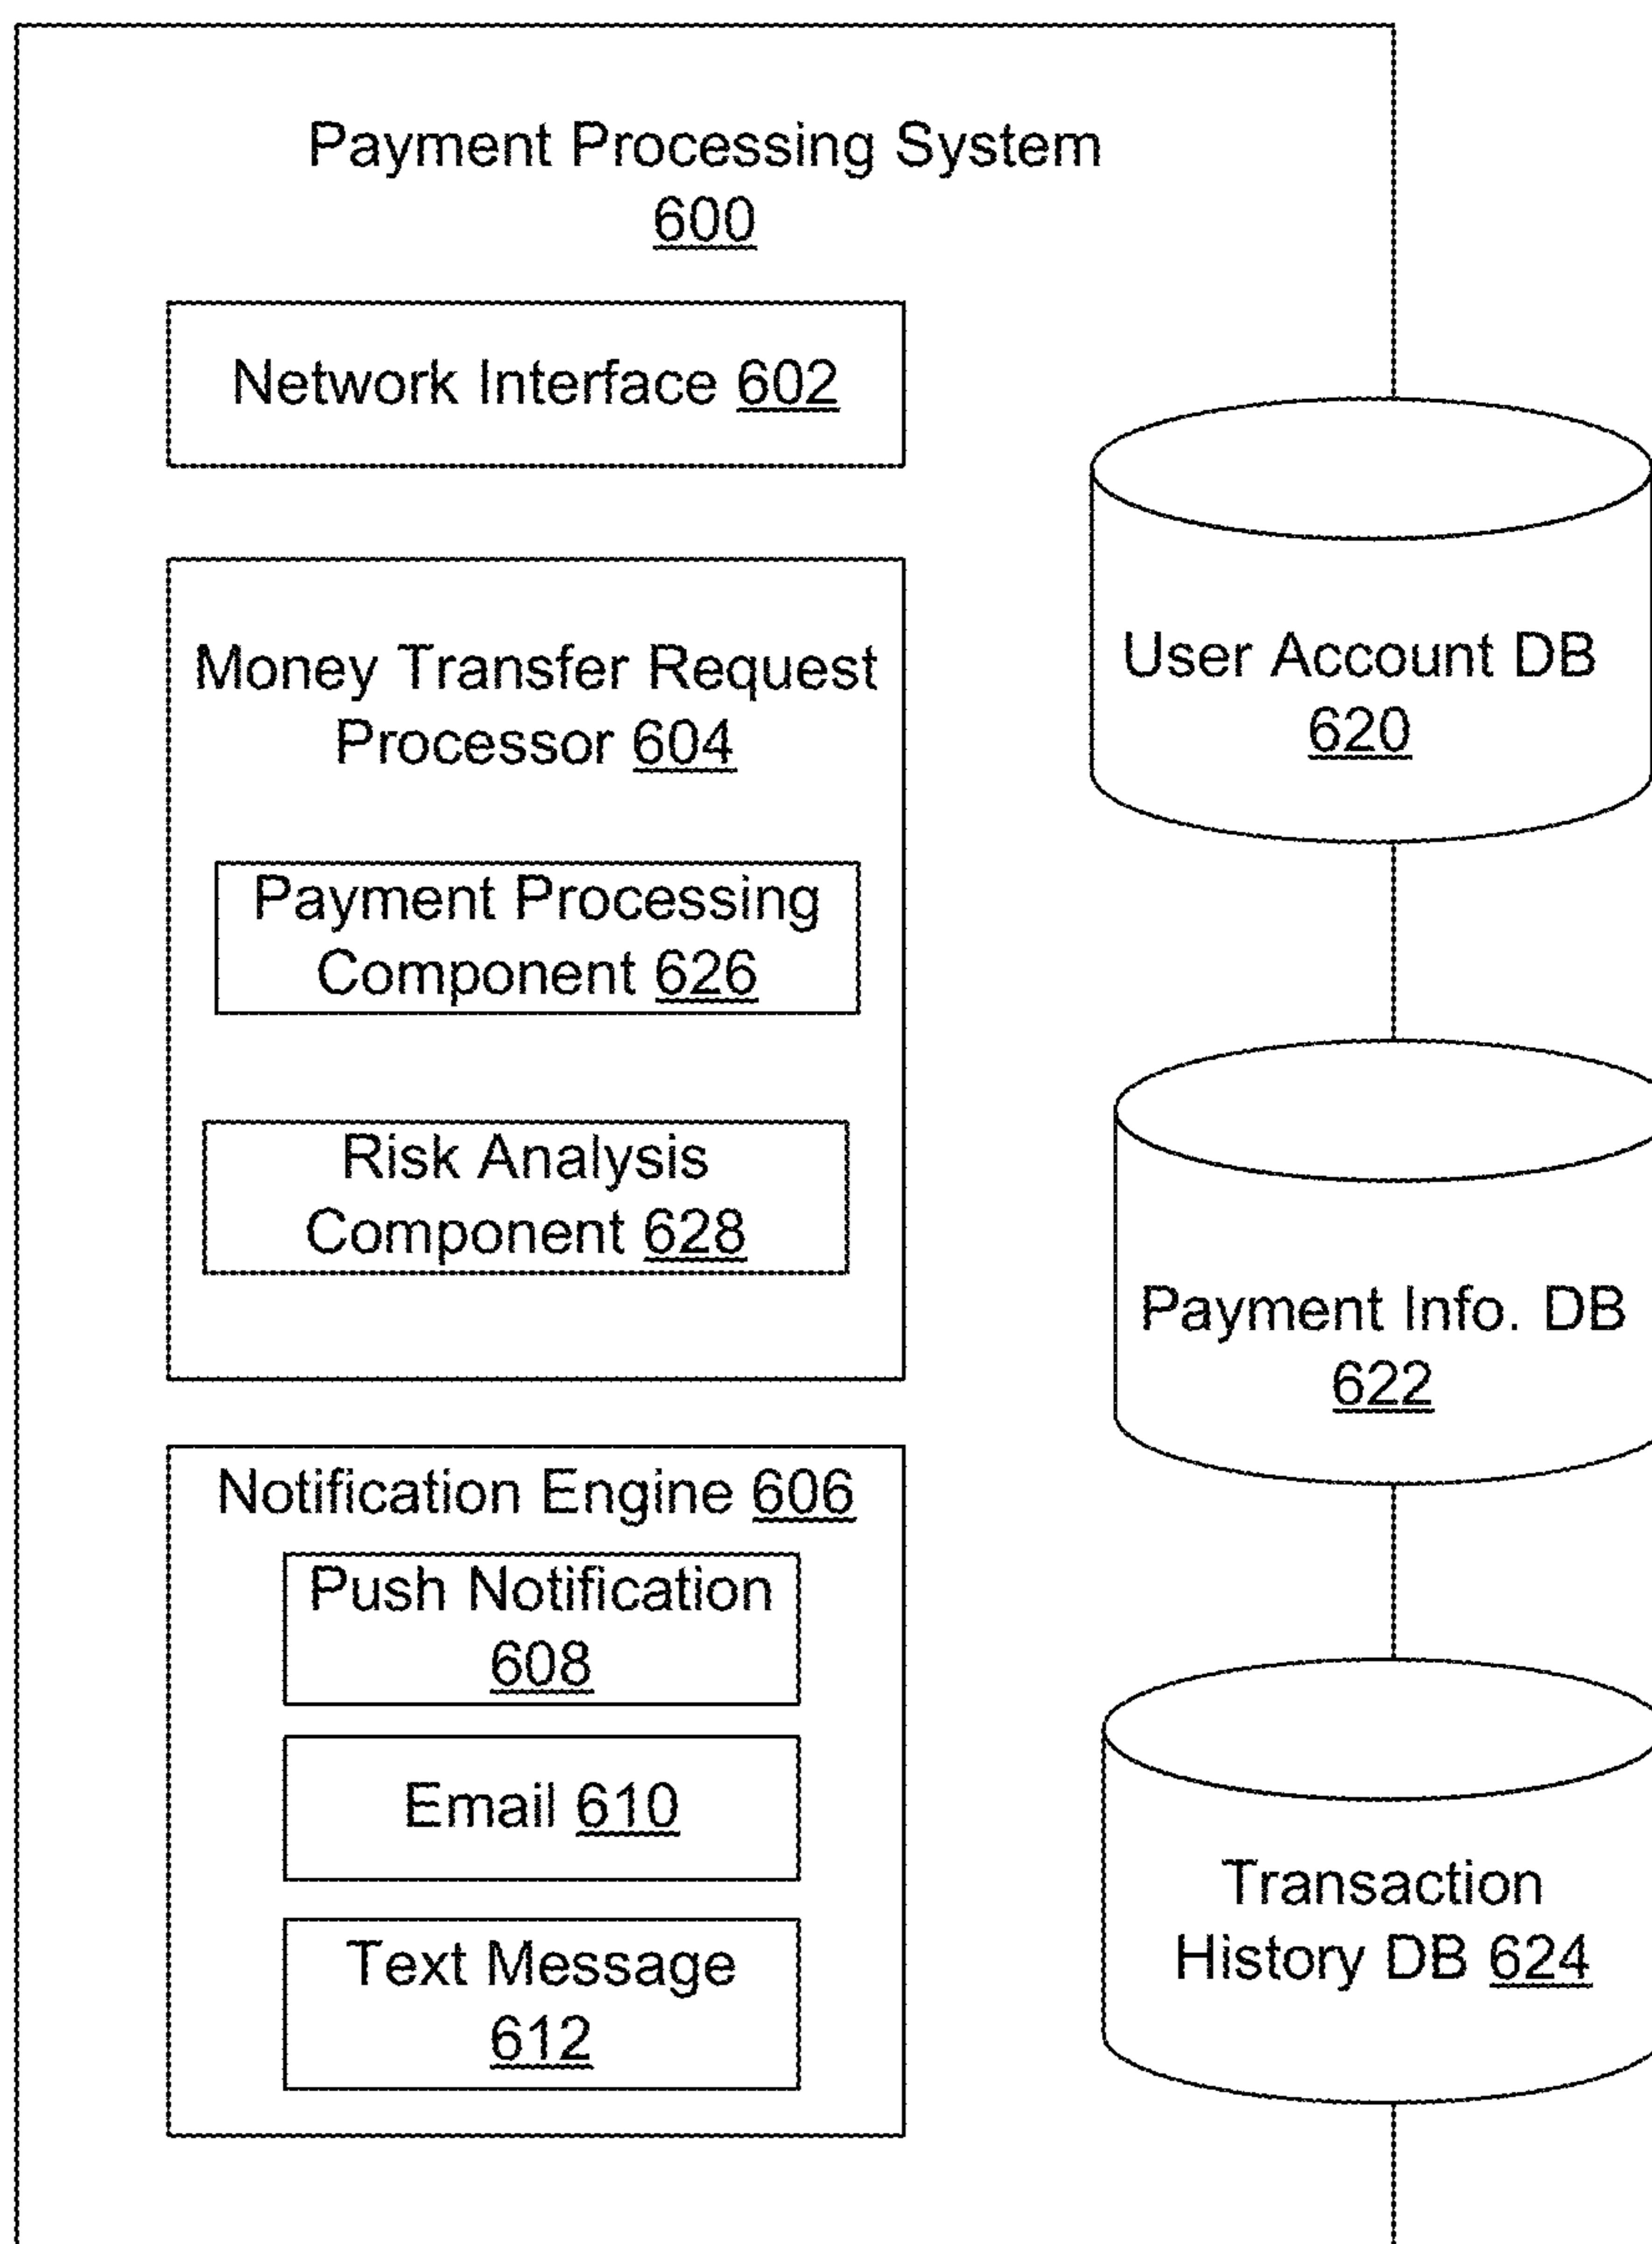 Payment Processing System
600
Network Interface 602
Money Transfer Request
Processor 604
Payment Processing
Component 626
Risk Analysis
Component 628
Notification Engine 606
Push Notification
608
Email 610
Text Message
612
User Account DB
620
Payment Info. DB
622
Transaction
History DB 624